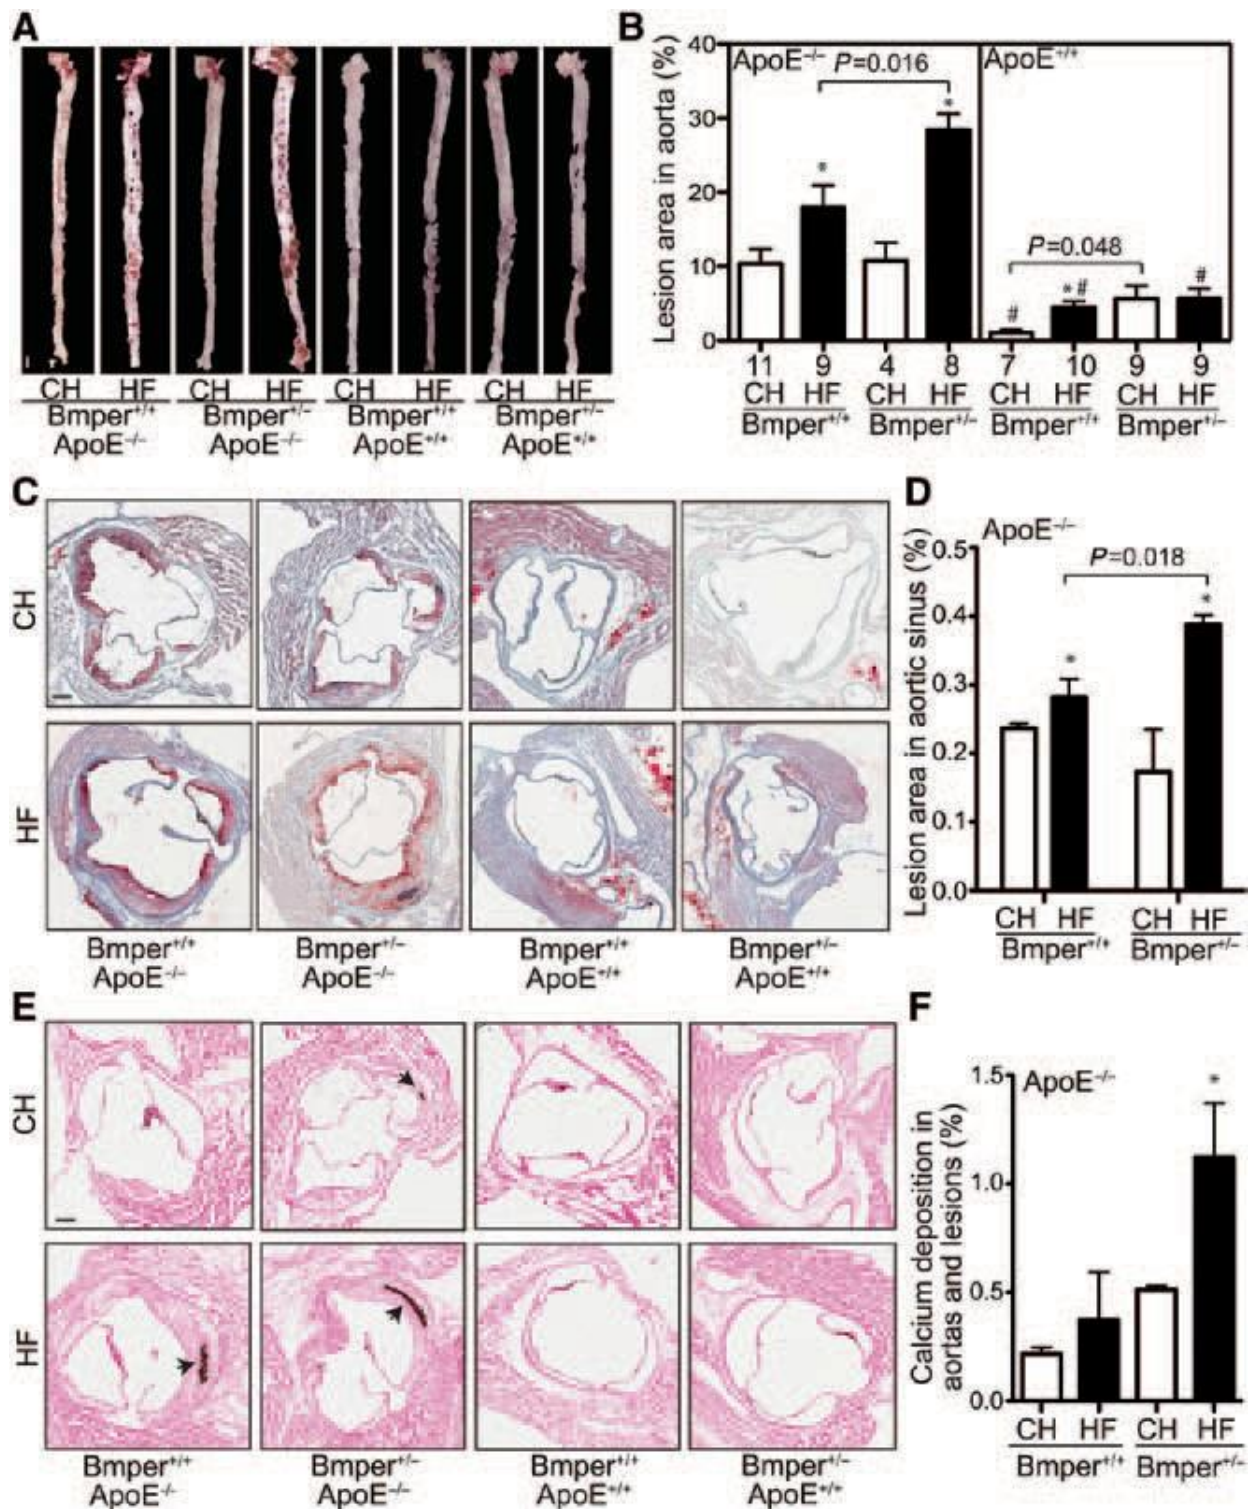 A
CH HF CH HF CH HF CH HF
Bmper+/+ Bmper+/- Bmper+/+ Bmper+/-
ApoE-/- ApoE-/- ApoE+/+ ApoE+/+
B
Lesion area in aorta (%)
40
30
20
10
0
ApoE-/-
ApoE+/+
P=0.016
P=0.048
* * # *# #
11 9 4 8 7 10 9 9
CH HF CH HF CH HF CH HF
Bmper+/+ Bmper+/- Bmper+/+ Bmper+/-
C
CH
HF
Bmper+/+ Bmper+/- Bmper+/+ Bmper+/-
ApoE-/- ApoE-/- ApoE+/+ ApoE+/+
D
Lesion area in aortic sinus (%)
ApoE-/-
0.5
0.4
0.3
0.2
0.1
0.0
P=0.018
* *
CH HF CH HF
Bmper+/+ Bmper+/-
E
CH
HF
Bmper+/+ Bmper+/- Bmper+/+ Bmper+/-
ApoE-/- ApoE-/- ApoE+/+ ApoE+/+
F
Calcium deposition in
aortas and lesions (%)
1.5
1.0
0.5
0.0
ApoE-/-
*
CH HF CH HF
Bmper+/+ Bmper+/-